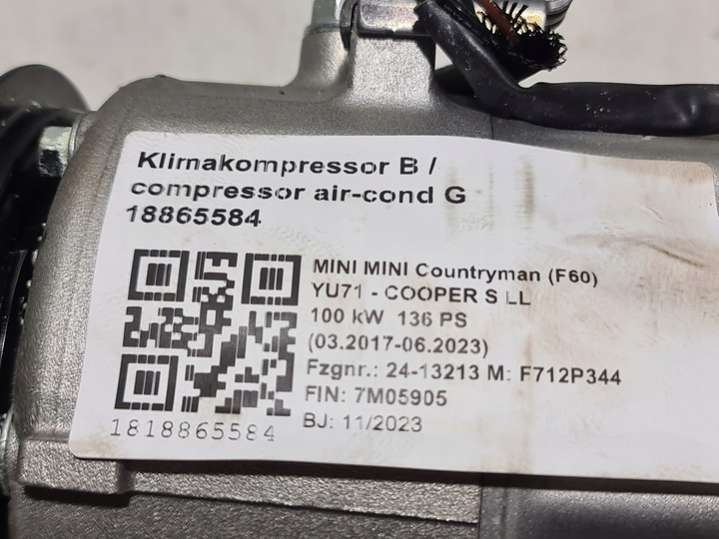 Klimakompressor B /
compressor air-cond G
18865584
MINI MINI Countryman (F60)
YU71 - COOPER S LL
100 kW 136 PS
(03.2017-06.2023)
Fzgnr.: 24-13213 M: F712P344
FIN: 7M05905
BJ: 11/2023
1818865584